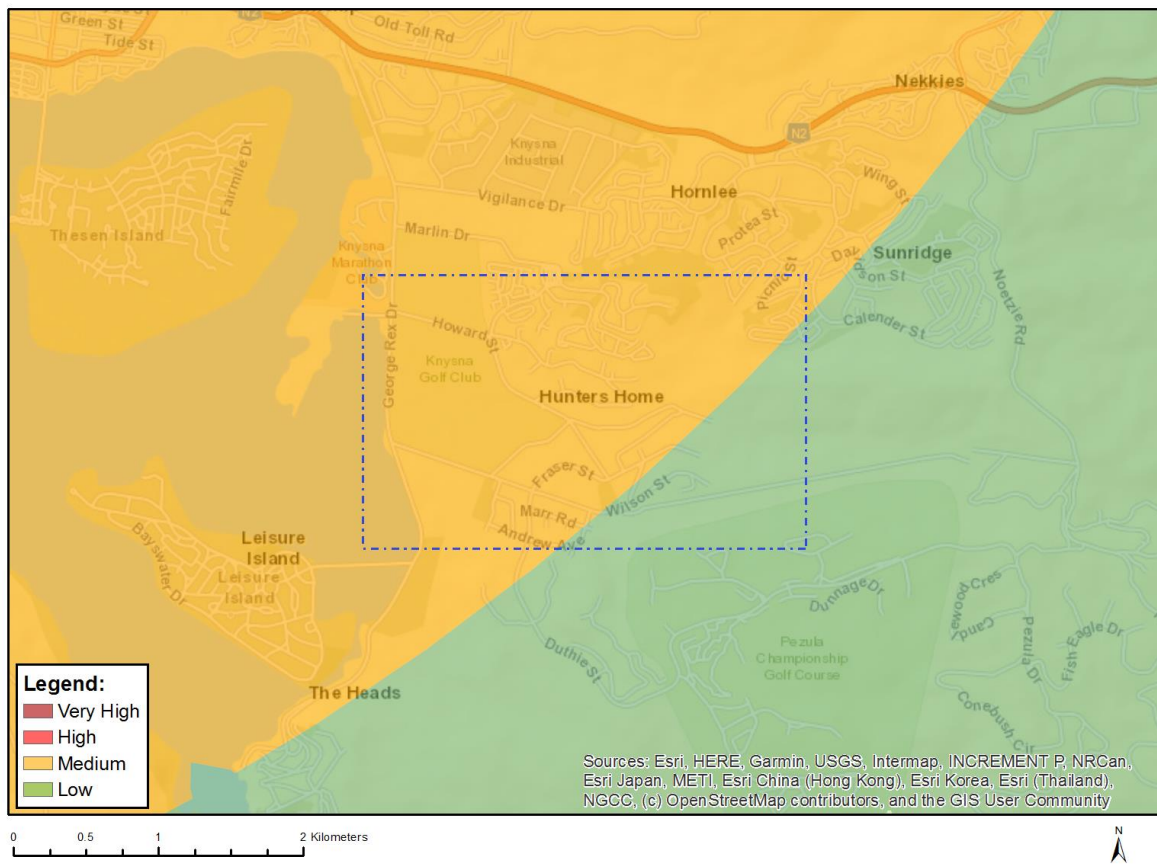 N2
Green St
Tide St
Old Toll Rd
Nekkies
N2
Knysna
Industrial
Hornlee
Wing St
Fairmile Dr
Vigilance Dr
Protea St
Thesen Island
Marlin Dr
Knysna
Marathon
Club
Sunridge
Davidson St
Picnic St
Noetzie Rd
Calender St
Howard St
George Rex Dr
Knysna
Golf Club
Hunters Home
Fraser St
Wilson St
Marr Rd
Andrew Ave
Leisure
Island
Leisure
Island
Bayswater Dr
Dunnage Dr
Candlewood Cres
Pezula Dr
Fish Eagle Dr
Duthie St
Pezula
Championship
Golf Course
Conebush Cir
The Heads
Legend:
Very High
High
Medium
Low
Sources: Esri, HERE, Garmin, USGS, Intermap, INCREMENT P, NRCan,
Esri Japan, METI, Esri China (Hong Kong), Esri Korea, Esri (Thailand),
NGCC, (c) OpenStreetMap contributors, and the GIS User Community
0 0.5 1 2 Kilometers
N